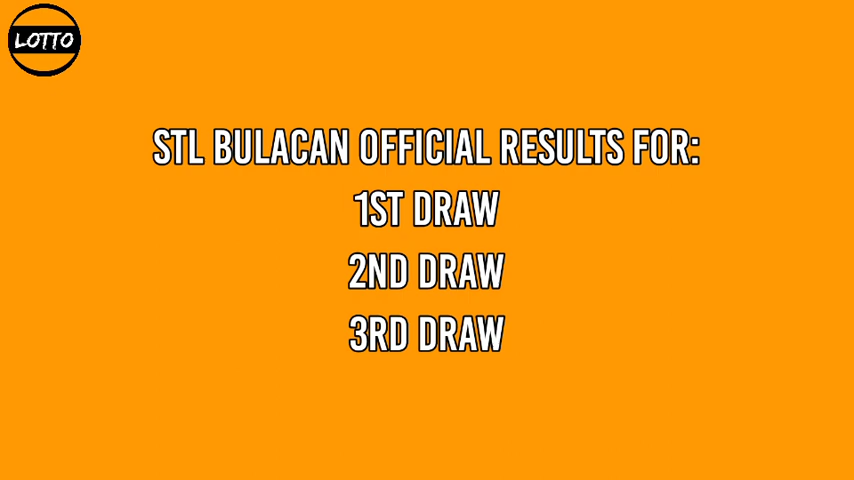 LOTTO
STL BULACAN OFFICIAL RESULTS FOR:
1ST DRAW
2ND DRAW
3RD DRAW